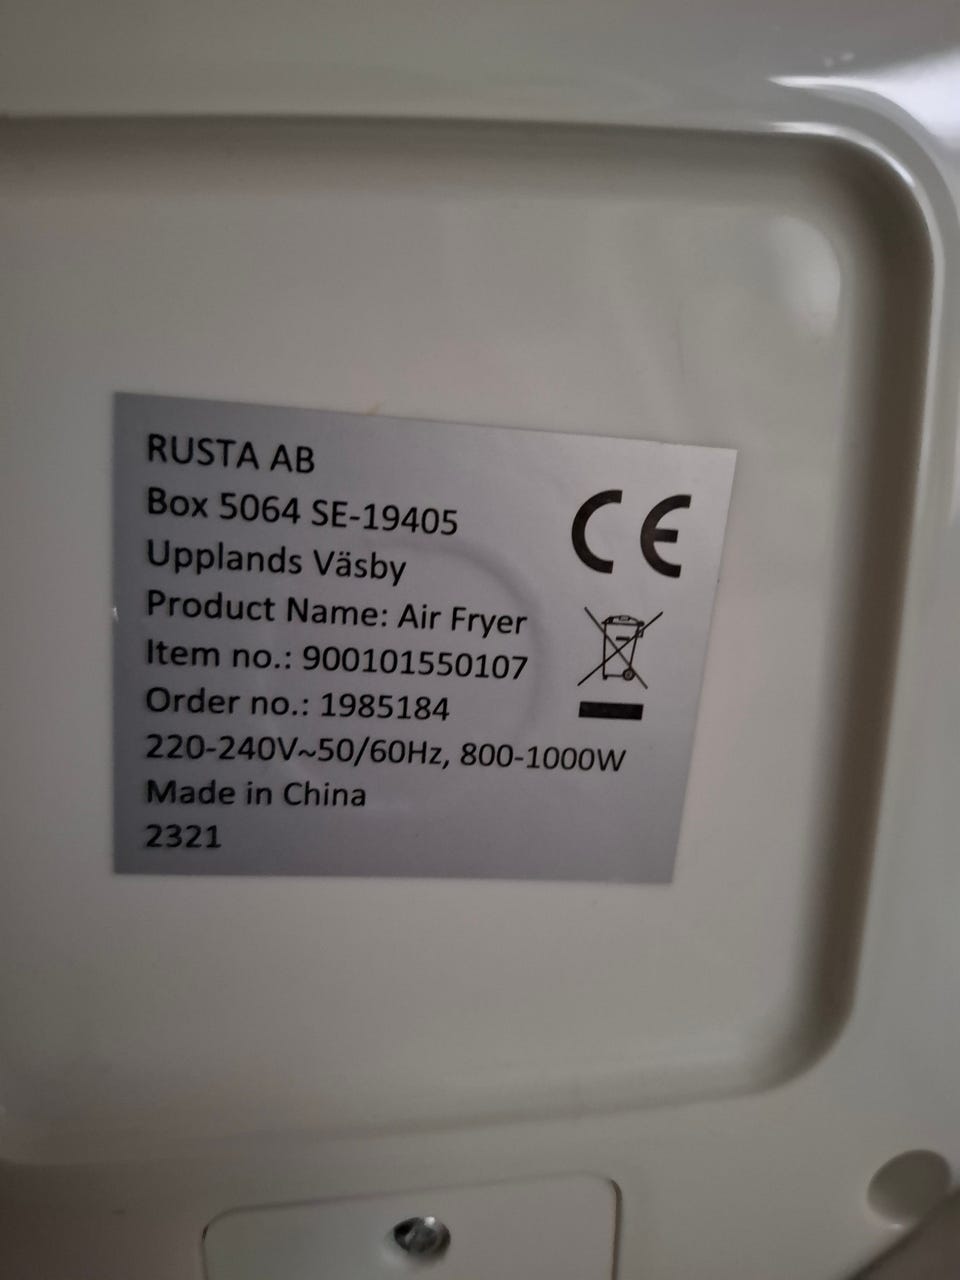 RUSTA AB
Box 5064 SE-19405
Upplands Väsby
Product Name: Air Fryer
Item no.: 900101550107
Order no.: 1985184
220-240V~50/60Hz, 800-1000W
Made in China
2321
CE